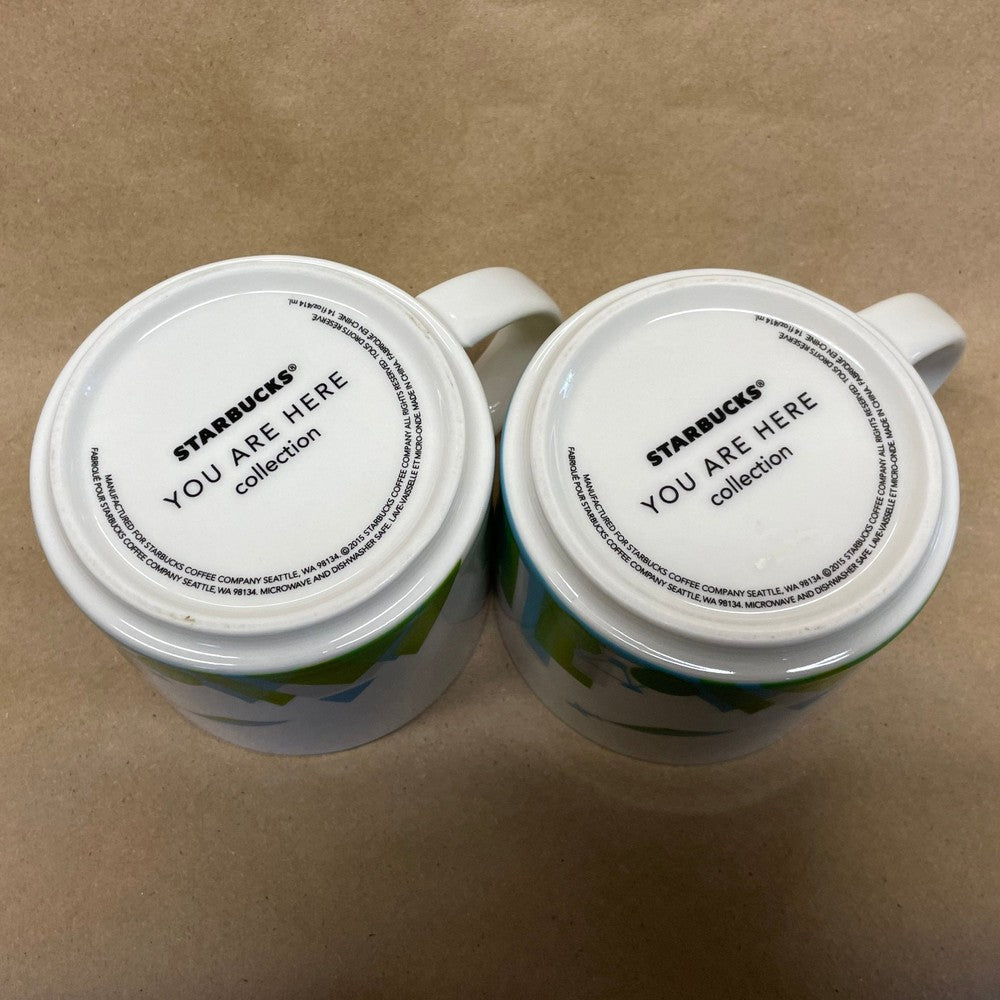 STARBUCKS®
YOU ARE HERE
collection
MANUFACTURED FOR STARBUCKS COFFEE COMPANY SEATTLE, WA 98134. ©2015 STARBUCKS COFFEE COMPANY ALL RIGHTS RESERVED. TOUS DROITS RÉSERVÉ.
FABRIQUÉ POUR STARBUCKS COFFEE COMPANY SEATTLE, WA 98134. MICROWAVE AND DISHWASHER SAFE. LAVE-VAISSELLE ET MICRO-ONDE. MADE IN CHINA. FABRIQUÉ EN CHINE. 14 fl oz/414 mL
STARBUCKS®
YOU ARE HERE
collection
MANUFACTURED FOR STARBUCKS COFFEE COMPANY SEATTLE, WA 98134. ©2015 STARBUCKS COFFEE COMPANY ALL RIGHTS RESERVED. TOUS DROITS RÉSERVÉ.
FABRIQUÉ POUR STARBUCKS COFFEE COMPANY SEATTLE, WA 98134. MICROWAVE AND DISHWASHER SAFE. LAVE-VAISSELLE ET MICRO-ONDE. MADE IN CHINA. FABRIQUÉ EN CHINE. 14 fl oz/414 mL